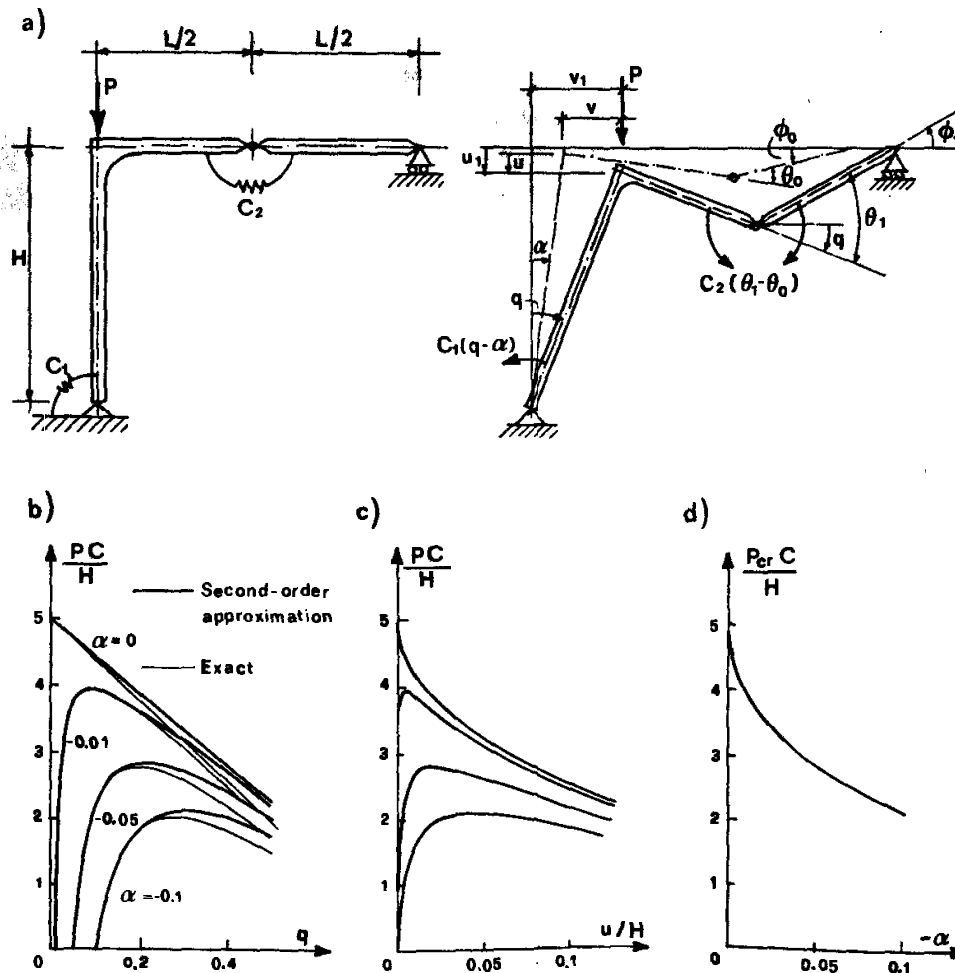 a)
L/2 L/2
P
H
C₂
C₁
v₁
P
v
ϕ₀
u₁ u
θ₀
α
θ₁
q
q
C₂(θ₁-θ₀)
C₁(q-α)
b)
PC
H
Second-order
approximation
Exact
α=0
-0.01
-0.05
α=-0.1
5
4
3
2
1
0 0.2 0.4
q
c)
PC
H
5
4
3
2
1
0 0.05 0.1
u/H
d)
PcrC
H
5
4
3
2
1
0 0.05 0.1
-α